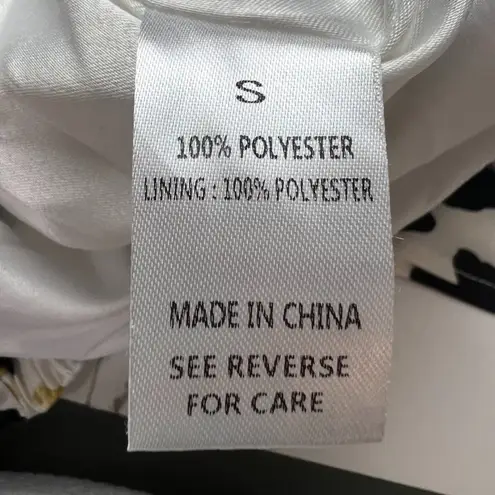 S
100% POLYESTER
LINING : 100% POLYESTER
MADE IN CHINA
SEE REVERSE
FOR CARE